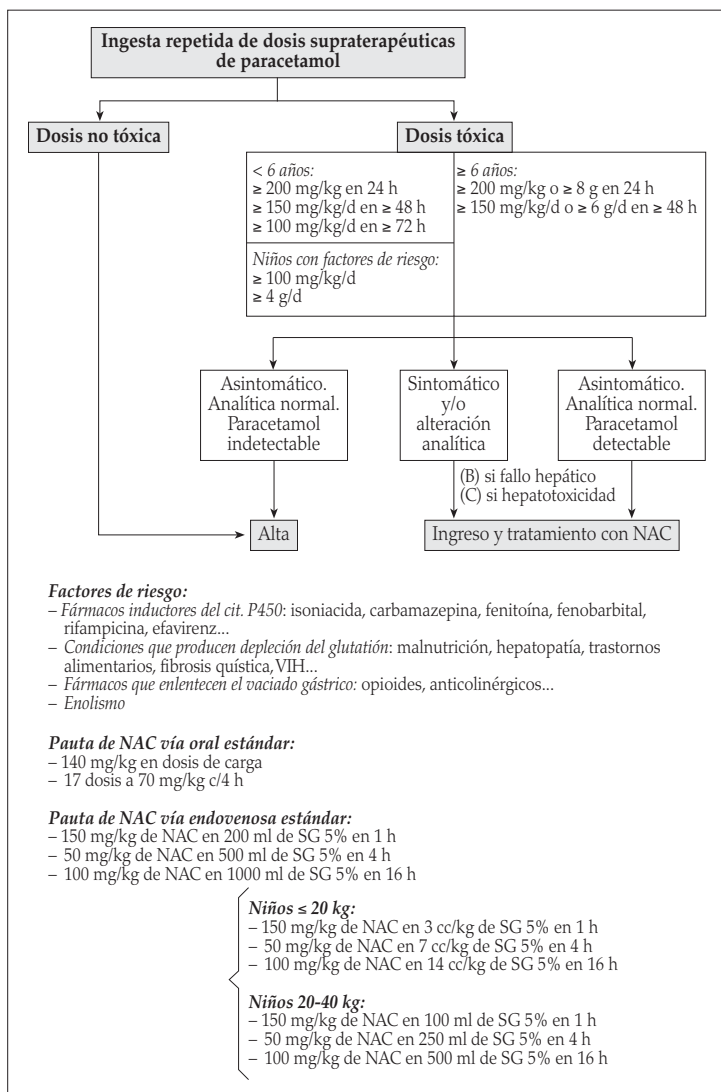 Ingesta repetida de dosis supraterapéuticas
de paracetamol
Dosis no tóxica
Dosis tóxica
< 6 años:
≥ 200 mg/kg en 24 h
≥ 150 mg/kg/d en ≥ 48 h
≥ 100 mg/kg/d en ≥ 72 h
Niños con factores de riesgo:
≥ 100 mg/kg/d
≥ 4 g/d
≥ 6 años:
≥ 200 mg/kg o ≥ 8 g en 24 h
≥ 150 mg/kg/d o ≥ 6 g/d en ≥ 48 h
Asintomático.
Analítica normal.
Paracetamol
indetectable
Sintomático
y/o
alteración
analítica
Asintomático.
Analítica normal.
Paracetamol
detectable
(B) si fallo hepático
(C) si hepatotoxicidad
Alta
Ingreso y tratamiento con NAC
Factores de riesgo:
– Fármacos inductores del cit. P450: isoniacida, carbamazepina, fenitoína, fenobarbital,
rifampicina, efavirenz...
– Condiciones que producen depleción del glutatión: malnutrición, hepatopatía, trastornos
alimentarios, fibrosis quística, VIH...
– Fármacos que enlentecen el vaciado gástrico: opioides, anticolinérgicos...
– Enolismo
Pauta de NAC vía oral estándar:
– 140 mg/kg en dosis de carga
– 17 dosis a 70 mg/kg c/4 h
Pauta de NAC vía endovenosa estándar:
– 150 mg/kg de NAC en 200 ml de SG 5% en 1 h
– 50 mg/kg de NAC en 500 ml de SG 5% en 4 h
– 100 mg/kg de NAC en 1000 ml de SG 5% en 16 h
Niños ≤ 20 kg:
– 150 mg/kg de NAC en 3 cc/kg de SG 5% en 1 h
– 50 mg/kg de NAC en 7 cc/kg de SG 5% en 4 h
– 100 mg/kg de NAC en 14 cc/kg de SG 5% en 16 h
Niños 20-40 kg:
– 150 mg/kg de NAC en 100 ml de SG 5% en 1 h
– 50 mg/kg de NAC en 250 ml de SG 5% en 4 h
– 100 mg/kg de NAC en 500 ml de SG 5% en 16 h